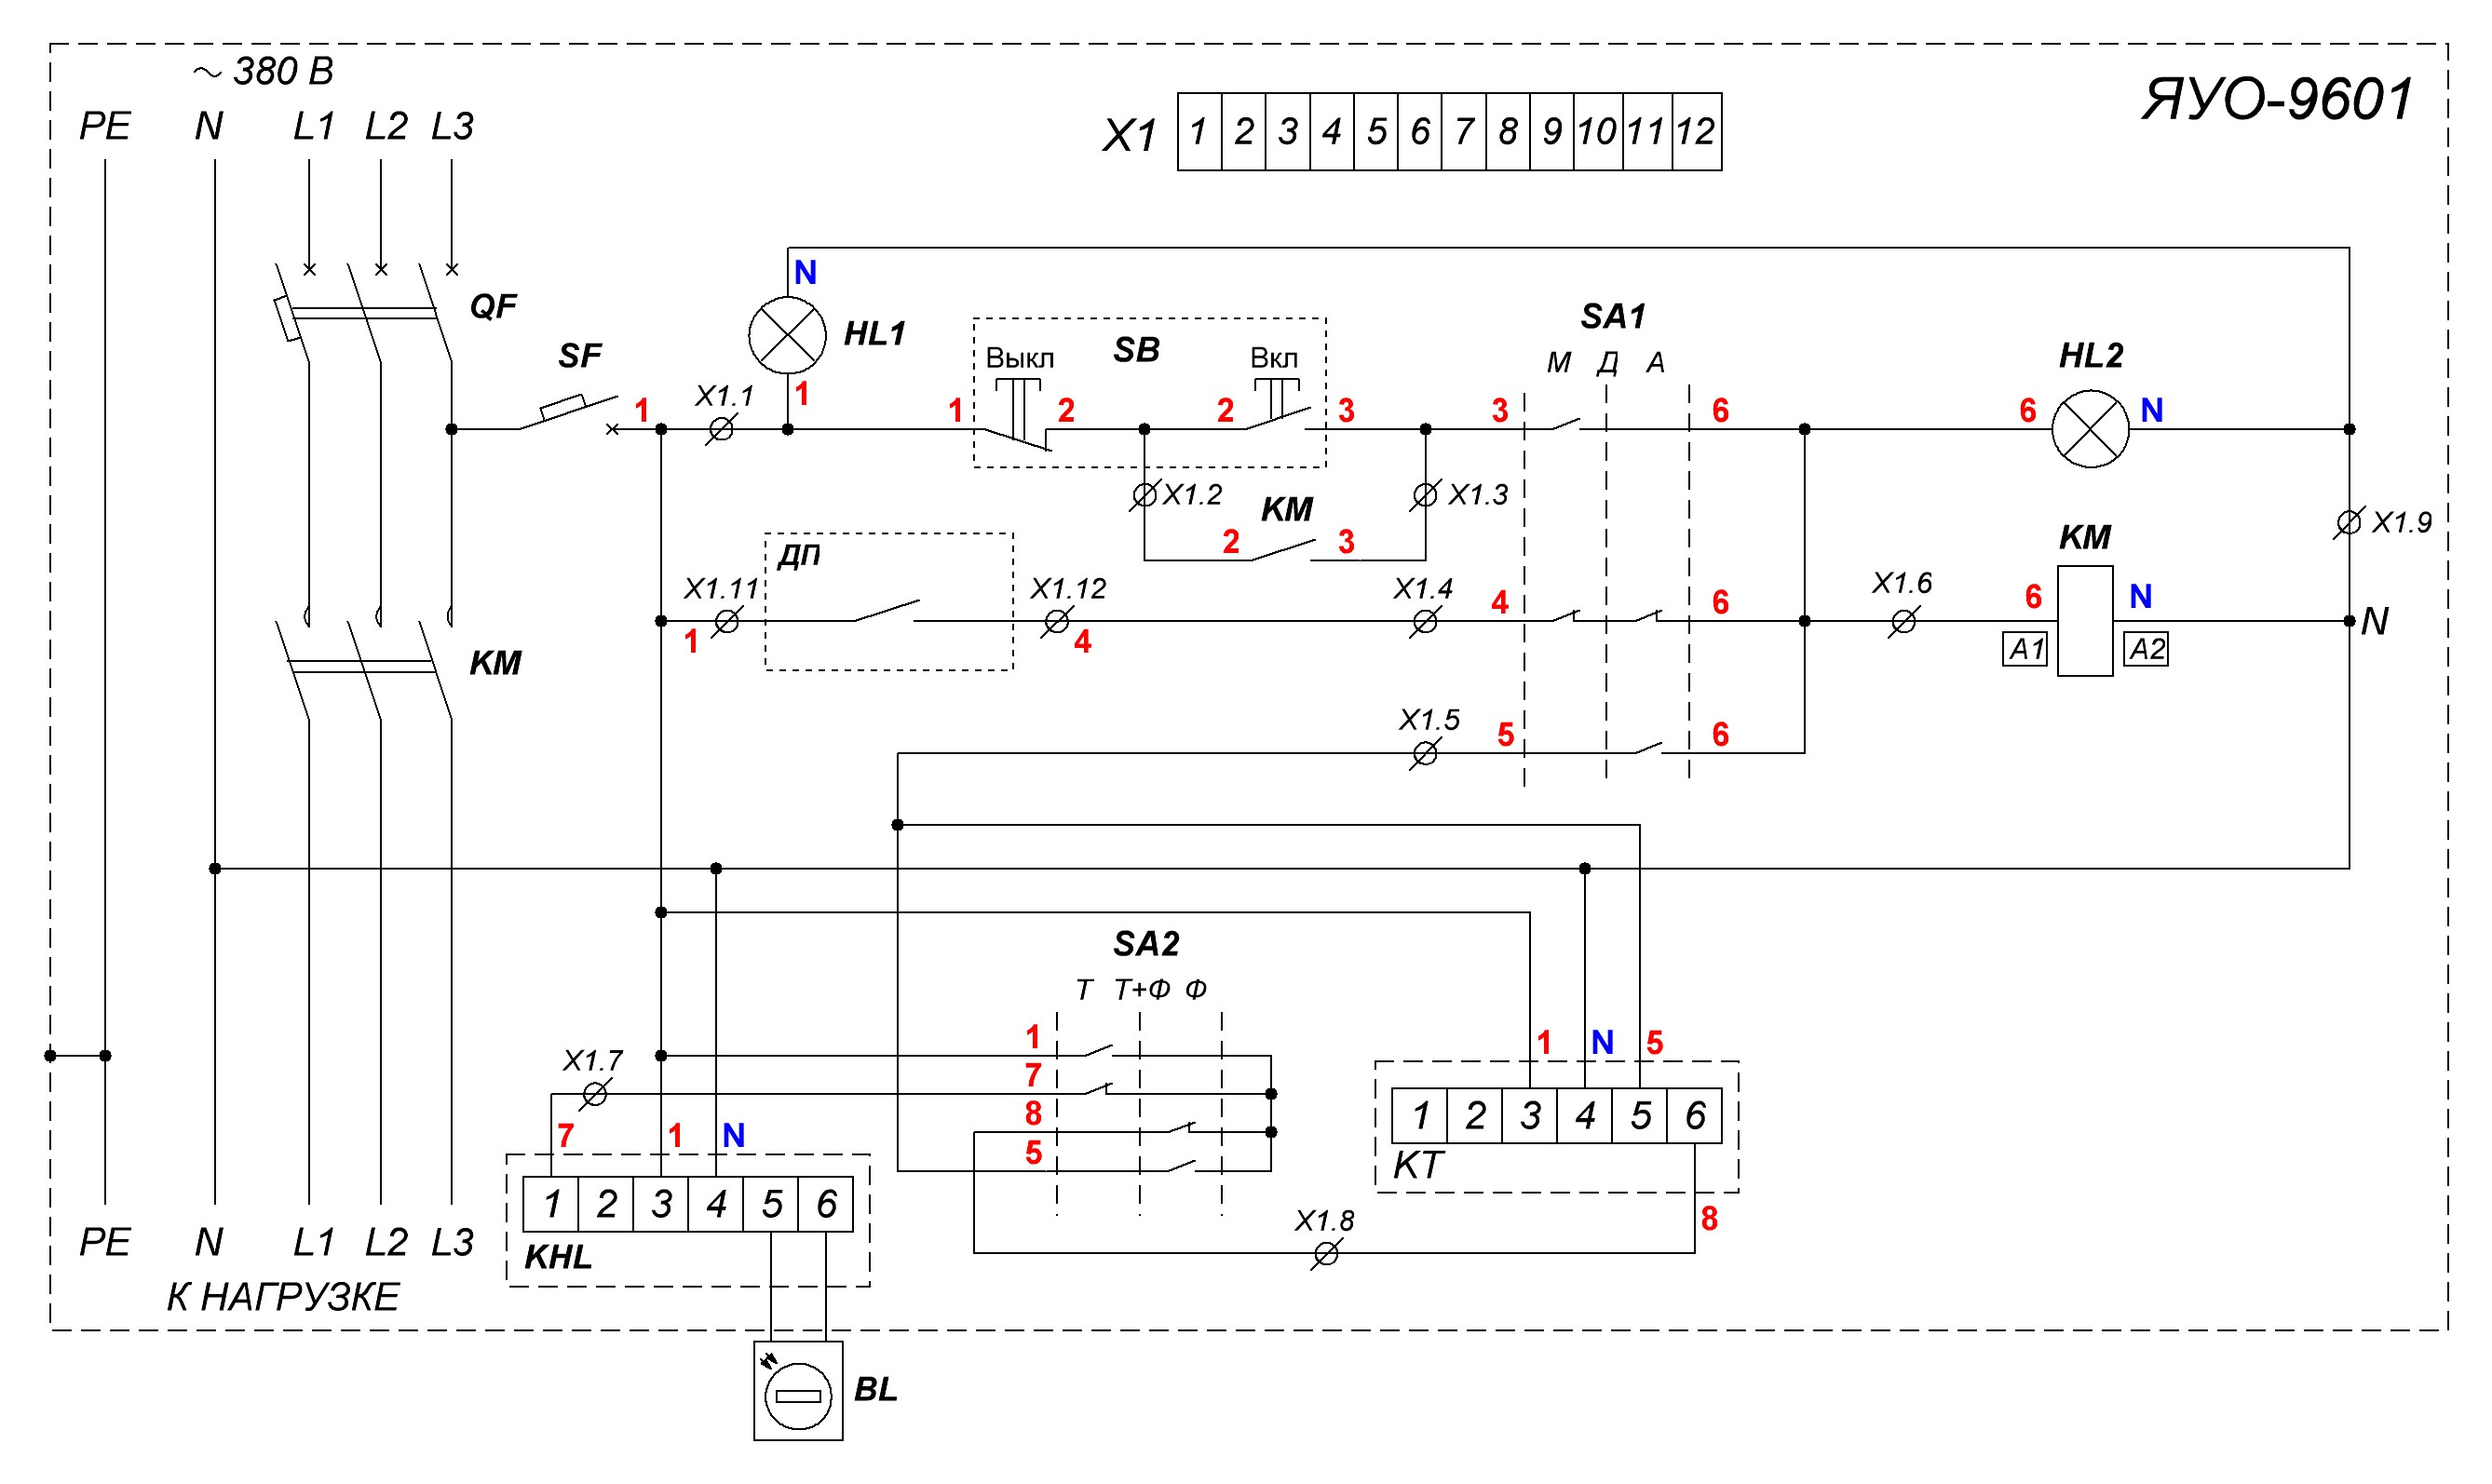 ~ 380 В
ЯУО-9601
PE N L1 L2 L3
X1 1 2 3 4 5 6 7 8 9 10 11 12
N
QF
HL1
SA1
SF
SB
М Д А
HL2
Выкл Вкл
1 X1.1 1 1 2 2 3 3 6 6 N
X1.2 KM X1.3
X1.9
2 3
KM
ДП
X1.11 X1.12 X1.4 4 6 X1.6 6 N
N
1 4
A1 A2
KM
X1.5 5 6
SA2
Т Т+Ф Ф
1
1 N 5
X1.7 7
8
7 1 N
5
1 2 3 4 5 6
KT
1 2 3 4 5 6
X1.8 8
PE N L1 L2 L3
KHL
К НАГРУЗКЕ
BL